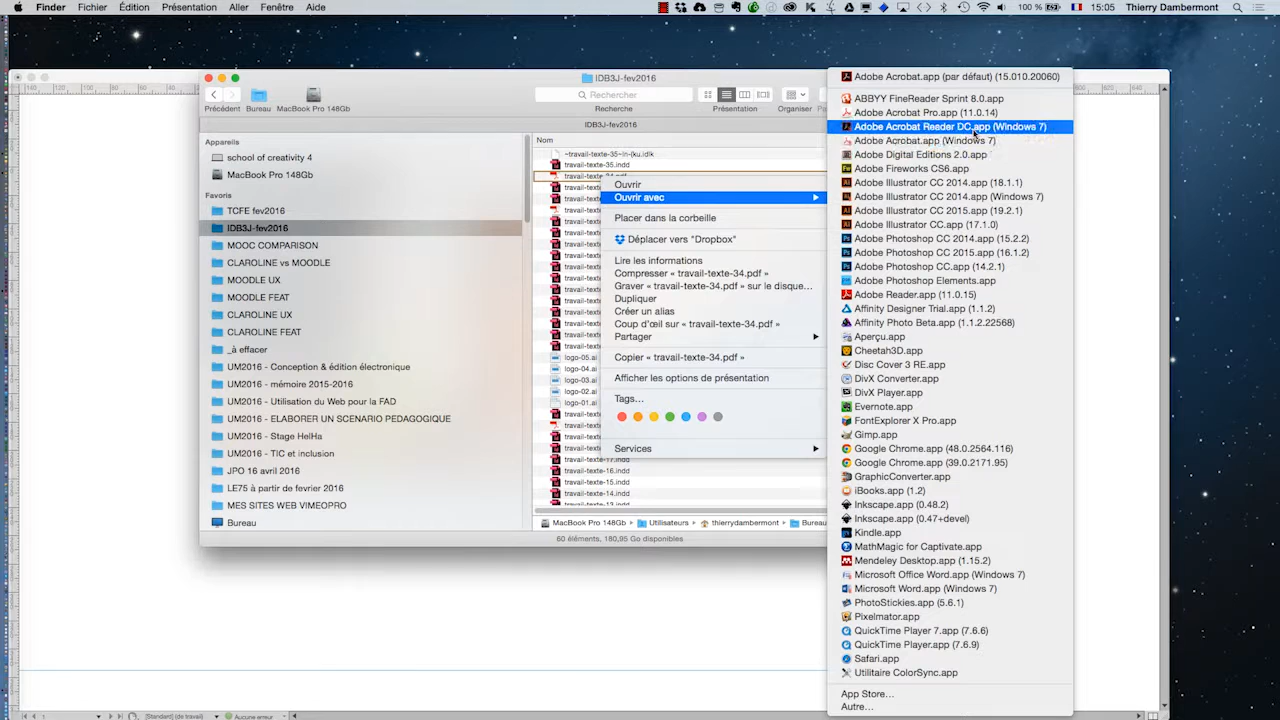 Finder Fichier Édition Présentation Aller Fenêtre Aide
100 % 15:05 Thierry Dambermont
IDB3J-fev2016
Précédent Bureau MacBook Pro 148Gb
Rechercher
Recherche Présentation Organiser
IDB3J-fev2016
Appareils
school of creativity 4
MacBook Pro 148Gb
Favoris
TCFE fev2016
IDB3J-fev2016
MOOC COMPARISON
CLAROLINE vs MOODLE
MOODLE UX
MOODLE FEAT
CLAROLINE UX
CLAROLINE FEAT
_à effacer
UM2016 - Conception & édition électronique
UM2016 - mémoire 2015-2016
UM2016 - Utilisation du Web pour la FAD
UM2016 - ELABORER UN SCENARIO PEDAGOGIQUE
UM2016 - Stage HelHa
UM2016 - TIC et inclusion
JPO 16 avril 2016
LE75 à partir de fevrier 2016
MES SITES WEB VIMEOPRO
Bureau
Nom
~travail-texte-35~in-(ku.idlk
travail-texte-35.indd
travail-texte-34.pdf
logo-05.ai
logo-04.ai
logo-03.ai
logo-02.ai
logo-01.ai
travail-texte-17.indd
travail-texte-16.indd
travail-texte-15.indd
travail-texte-14.indd
MacBook Pro 148Gb Utilisateurs thierrydambermont Bureau
60 éléments, 180,95 Go disponibles
Ouvrir
Ouvrir avec
Placer dans la corbeille
Déplacer vers "Dropbox"
Lire les informations
Compresser « travail-texte-34.pdf »
Graver « travail-texte-34.pdf » sur le disque…
Dupliquer
Créer un alias
Coup d'œil sur « travail-texte-34.pdf »
Partager
Copier « travail-texte-34.pdf »
Afficher les options de présentation
Tags…
Services
Adobe Acrobat.app (par défaut) (15.010.20060)
ABBYY FineReader Sprint 8.0.app
Adobe Acrobat Pro.app (11.0.14)
Adobe Acrobat Reader DC.app (Windows 7)
Adobe Acrobat.app (Windows 7)
Adobe Digital Editions 2.0.app
Adobe Fireworks CS6.app
Adobe Illustrator CC 2014.app (18.1.1)
Adobe Illustrator CC 2014.app (Windows 7)
Adobe Illustrator CC 2015.app (19.2.1)
Adobe Illustrator CC.app (17.1.0)
Adobe Photoshop CC 2014.app (15.2.2)
Adobe Photoshop CC 2015.app (16.1.2)
Adobe Photoshop CC.app (14.2.1)
Adobe Photoshop Elements.app
Adobe Reader.app (11.0.15)
Affinity Designer Trial.app (1.1.2)
Affinity Photo Beta.app (1.1.2.22568)
Aperçu.app
Cheetah3D.app
Disc Cover 3 RE.app
DivX Converter.app
DivX Player.app
Evernote.app
FontExplorer X Pro.app
Gimp.app
Google Chrome.app (48.0.2564.116)
Google Chrome.app (39.0.2171.95)
GraphicConverter.app
iBooks.app (1.2)
Inkscape.app (0.48.2)
Inkscape.app (0.47+devel)
Kindle.app
MathMagic for Captivate.app
Mendeley Desktop.app (1.15.2)
Microsoft Office Word.app (Windows 7)
Microsoft Word.app (Windows 7)
PhotoStickies.app (5.6.1)
Pixelmator.app
QuickTime Player 7.app (7.6.6)
QuickTime Player.app (7.6.9)
Safari.app
Utilitaire ColorSync.app
App Store…
Autre…
1 [Standard] (de travail) Aucune erreur